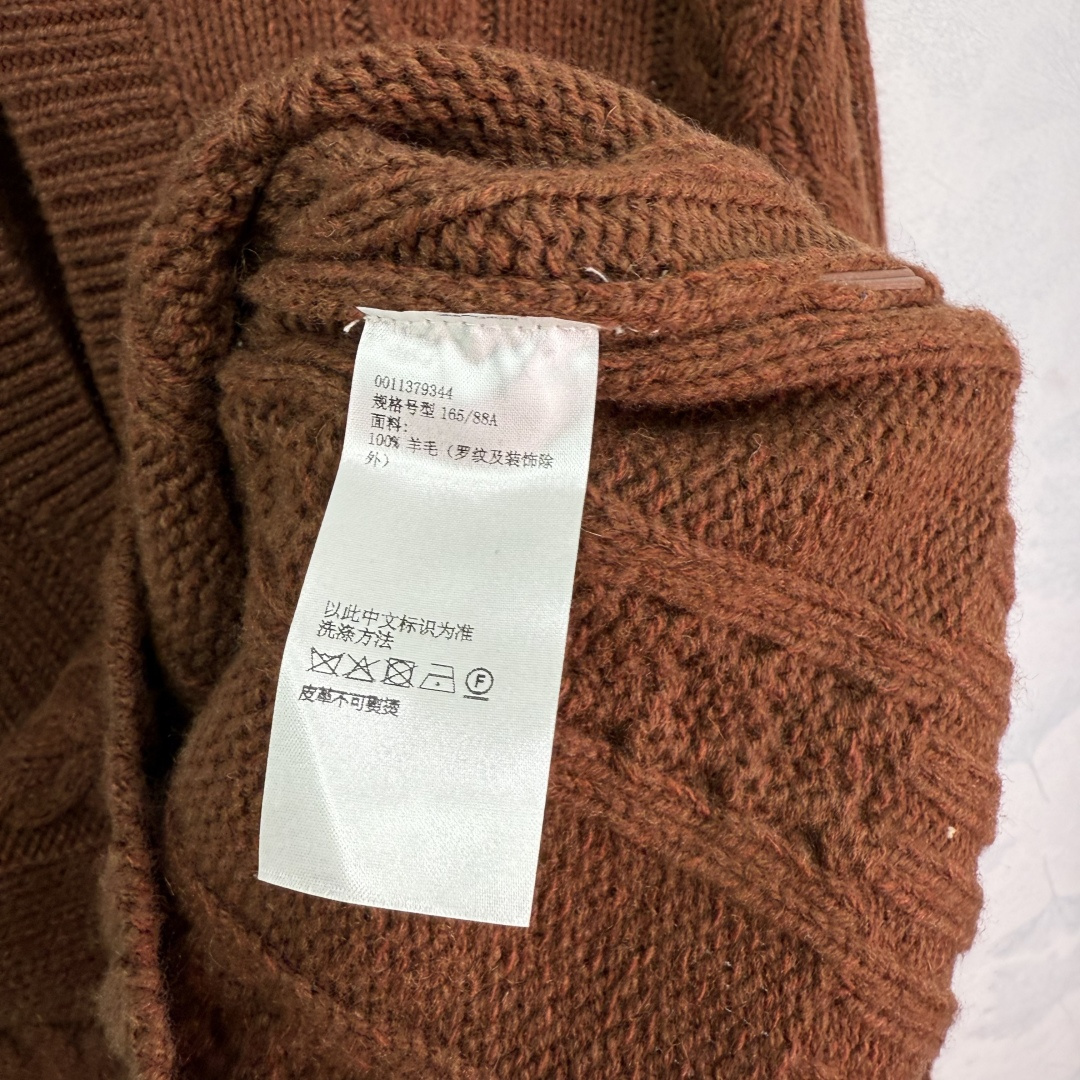 0011379344
规格号型 165/88A
面料:
100% 羊毛（罗纹及装饰除
外）
以此中文标识为准
洗涤方法
F
皮革不可熨烫